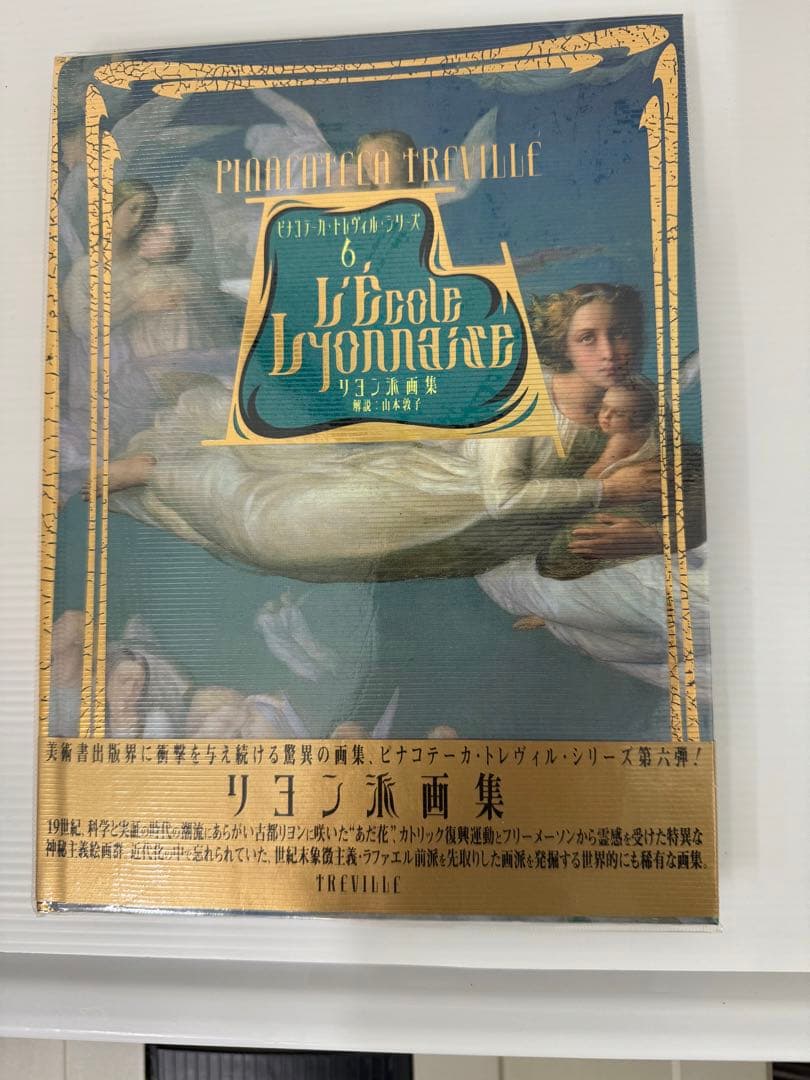 PINACOTECA TREVILLÉ
ピナコテーカ・トレヴィル・シリーズ
6
L'École
Lyonnaise
リヨン派画集
解説：山本敦子
美術書出版界に衝撃を与え続ける驚異の画集、ピナコテーカ・トレヴィル・シリーズ第六弾！
リヨン派画集
19世紀、科学と実証の時代の潮流にあらがい古都リヨンに咲いた“あだ花”。カトリック復興運動とフリーメーソンから霊感を受けた特異な
神秘主義絵画群。近代化の中で忘れられていた、世紀末象徴主義・ラファエル前派を先取りした画派を発掘する世界的にも稀有な画集。
TREVILLE